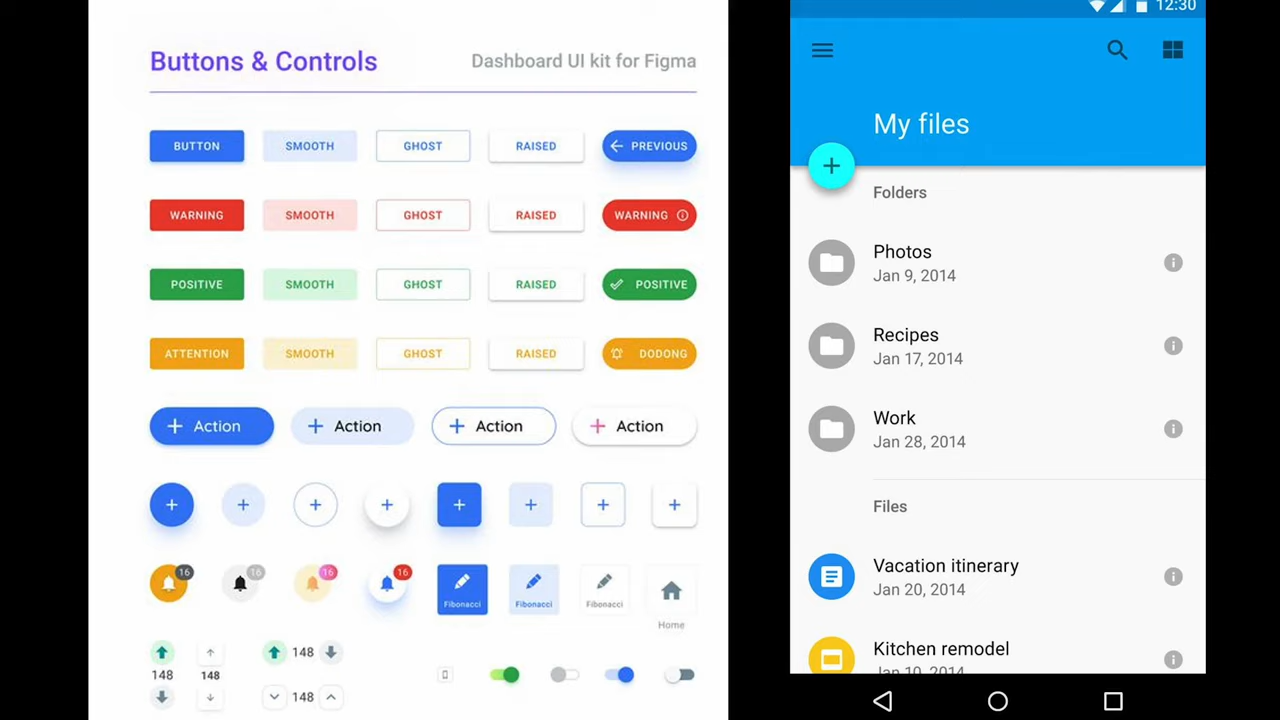 Buttons & Controls
Dashboard UI kit for Figma
BUTTON SMOOTH GHOST RAISED PREVIOUS
WARNING SMOOTH GHOST RAISED WARNING
POSITIVE SMOOTH GHOST RAISED POSITIVE
ATTENTION SMOOTH GHOST RAISED DODONG
Action Action Action Action
16 16 16 16
Fibonacci Fibonacci Fibonacci
Home
148 148 148
148
12:30
My files
Folders
Photos
Jan 9, 2014
Recipes
Jan 17, 2014
Work
Jan 28, 2014
Files
Vacation itinerary
Jan 20, 2014
Kitchen remodel
Jan 10, 2014